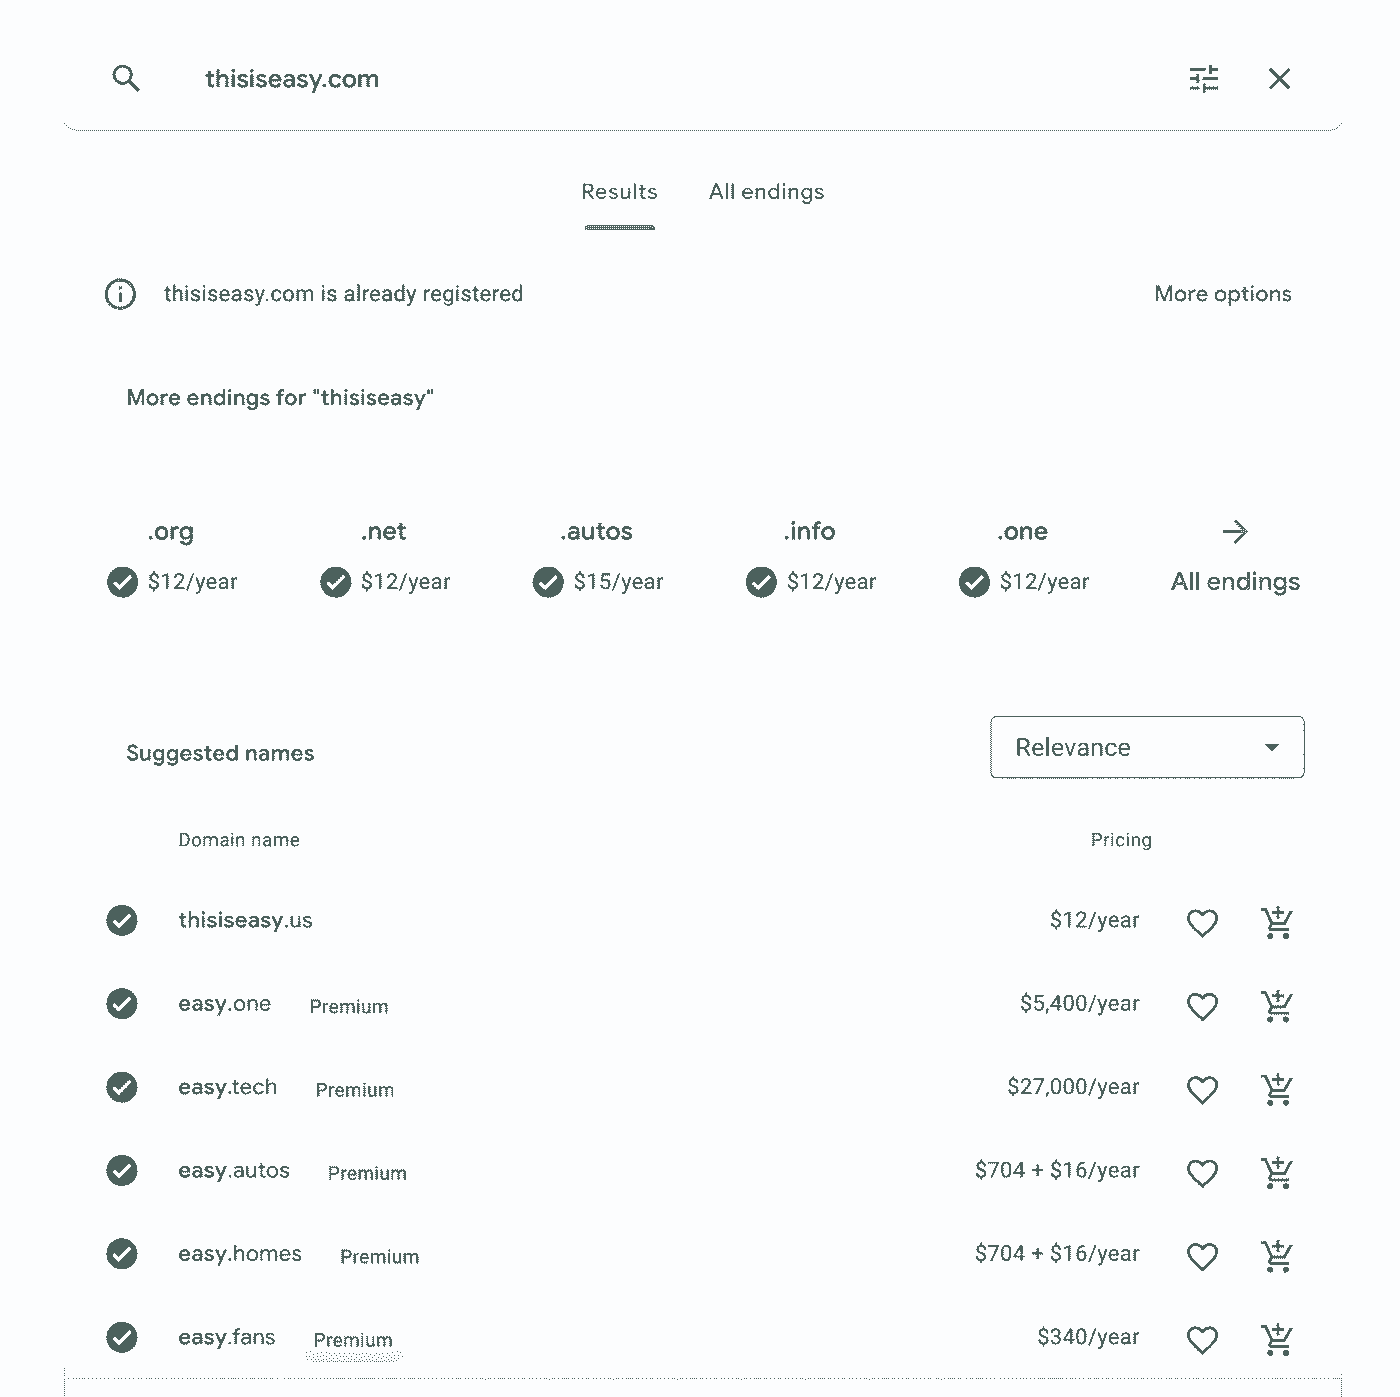 thisiseasy.com
Results All endings
thisiseasy.com is already registered More options
More endings for "thisiseasy"
.org .net .autos .info .one
$12/year $12/year $15/year $12/year $12/year All endings
Suggested names Relevance
Domain name Pricing
thisiseasy.us $12/year
easy.one Premium $5,400/year
easy.tech Premium $27,000/year
easy.autos Premium $704 + $16/year
easy.homes Premium $704 + $16/year
easy.fans Premium $340/year